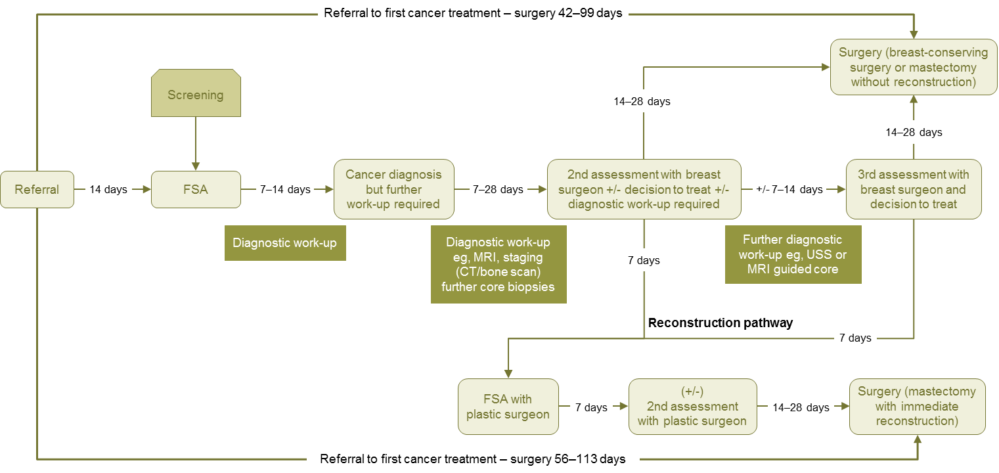 Referral to first cancer treatment – surgery 42–99 days
Surgery (breast-conserving
surgery or mastectomy
without reconstruction)
Screening
14–28 days
14–28 days
Referral
14 days
FSA
7–14 days
Cancer diagnosis
but further
work-up required
7–28 days
2nd assessment with breast
surgeon +/- decision to treat +/-
diagnostic work-up required
+/- 7–14 days
3rd assessment with
breast surgeon and
decision to treat
Diagnostic work-up
Diagnostic work-up
eg, MRI, staging
(CT/bone scan)
further core biopsies
7 days
Further diagnostic
work-up eg, USS or
MRI guided core
Reconstruction pathway
7 days
FSA with
plastic surgeon
7 days
(+/-)
2nd assessment
with plastic surgeon
14–28 days
Surgery (mastectomy
with immediate
reconstruction)
Referral to first cancer treatment – surgery 56–113 days